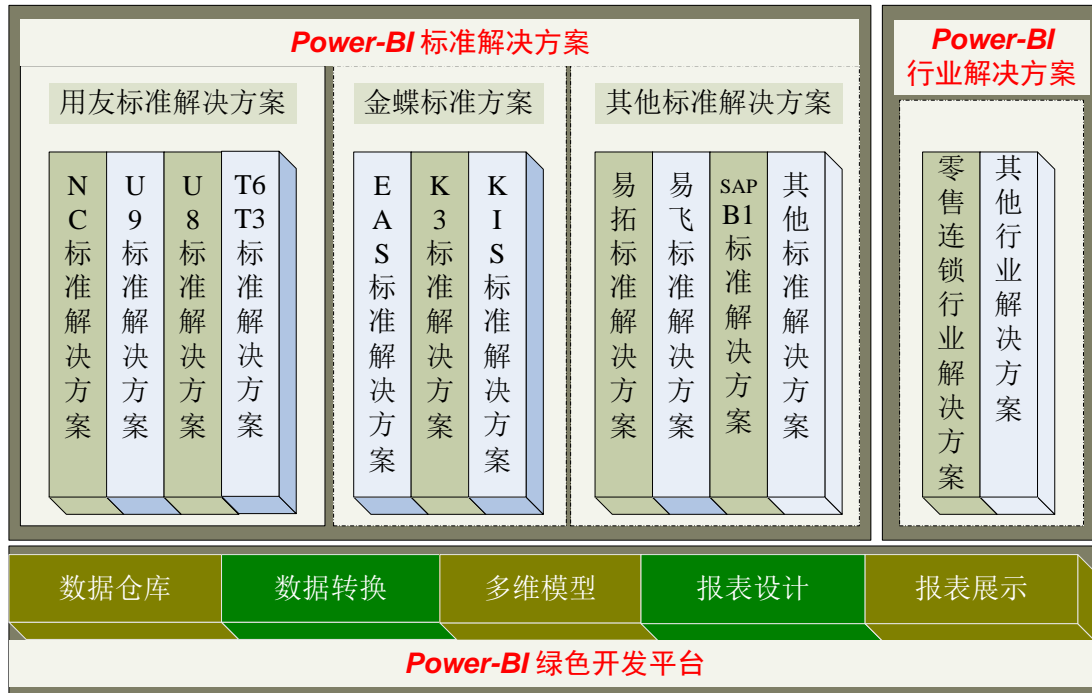 Power-BI 标准解决方案
用友标准解决方案
NC标准解决方案
U9标准解决方案
U8标准解决方案
T6T3标准解决方案
金蝶标准方案
EAS标准解决方案
K3标准解决方案
KIS标准解决方案
其他标准解决方案
易拓标准解决方案
易飞标准解决方案
SAPB1标准解决方案
其他标准解决方案
Power-BI
行业解决方案
零售连锁行业解决方案
其他行业解决方案
数据仓库
数据转换
多维模型
报表设计
报表展示
Power-BI 绿色开发平台